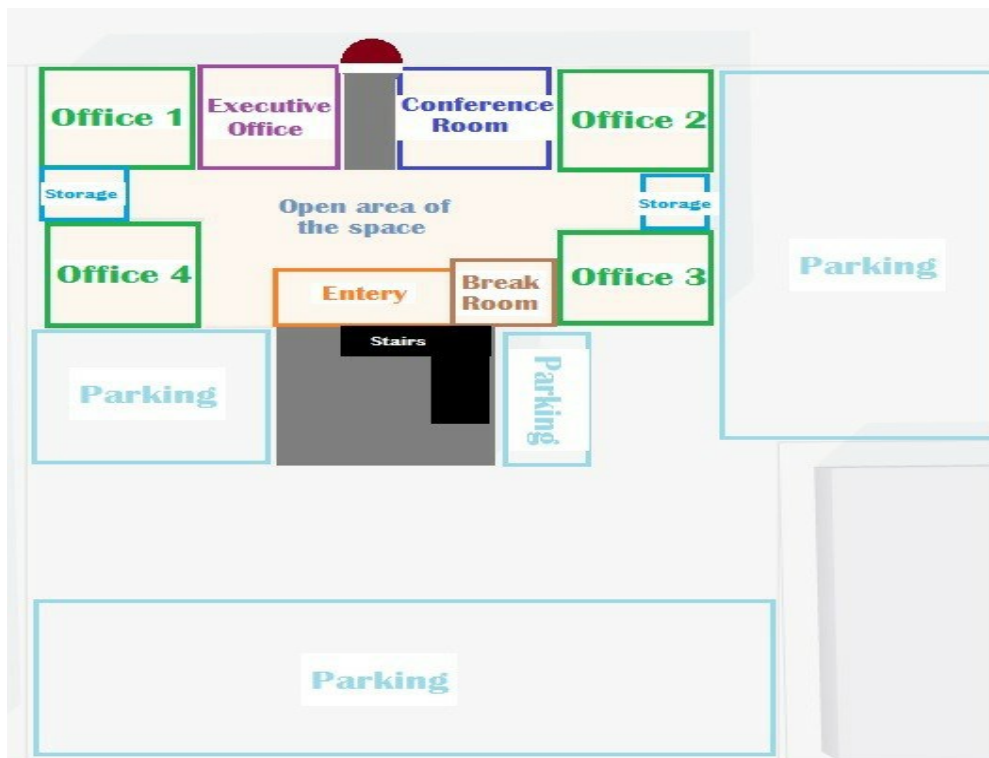 Office 1
Executive
Office
Conference
Room
Office 2
Storage
Storage
Open area of
the space
Office 4
Entery
Break
Room
Office 3
Parking
Stairs
Parking
Parking
Parking